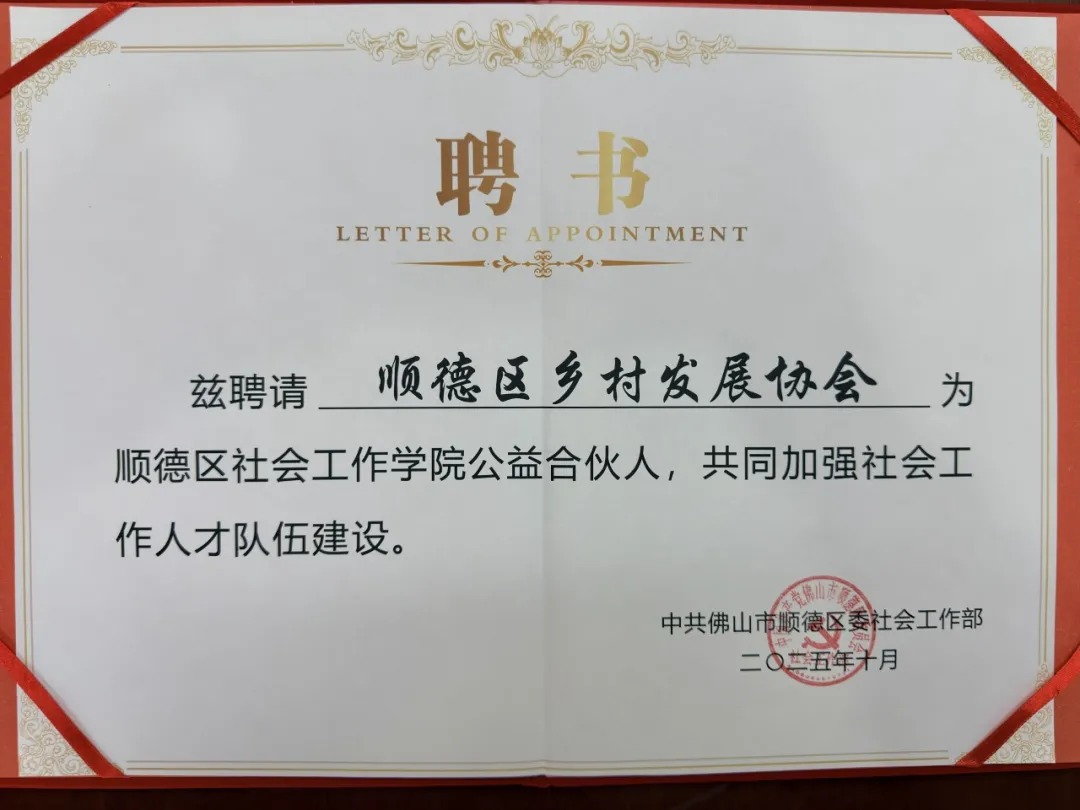 聘书
LETTER OF APPOINTMENT
兹聘请 顺德区乡村发展协会 为
顺德区社会工作学院公益合伙人，共同加强社会工
作人才队伍建设。
中共佛山市顺德区委社会工作部
二〇二五年十月